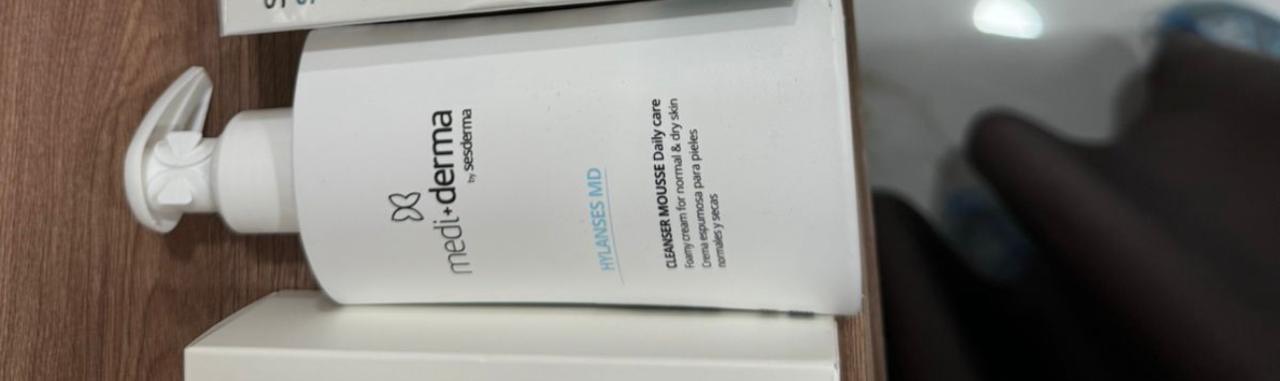 medi+derma
by sesderma
HYLANSES MD
CLEANSER MOUSSE Daily care
Foamy cream for normal & dry skin
Crema espumosa para pieles
normales y secas